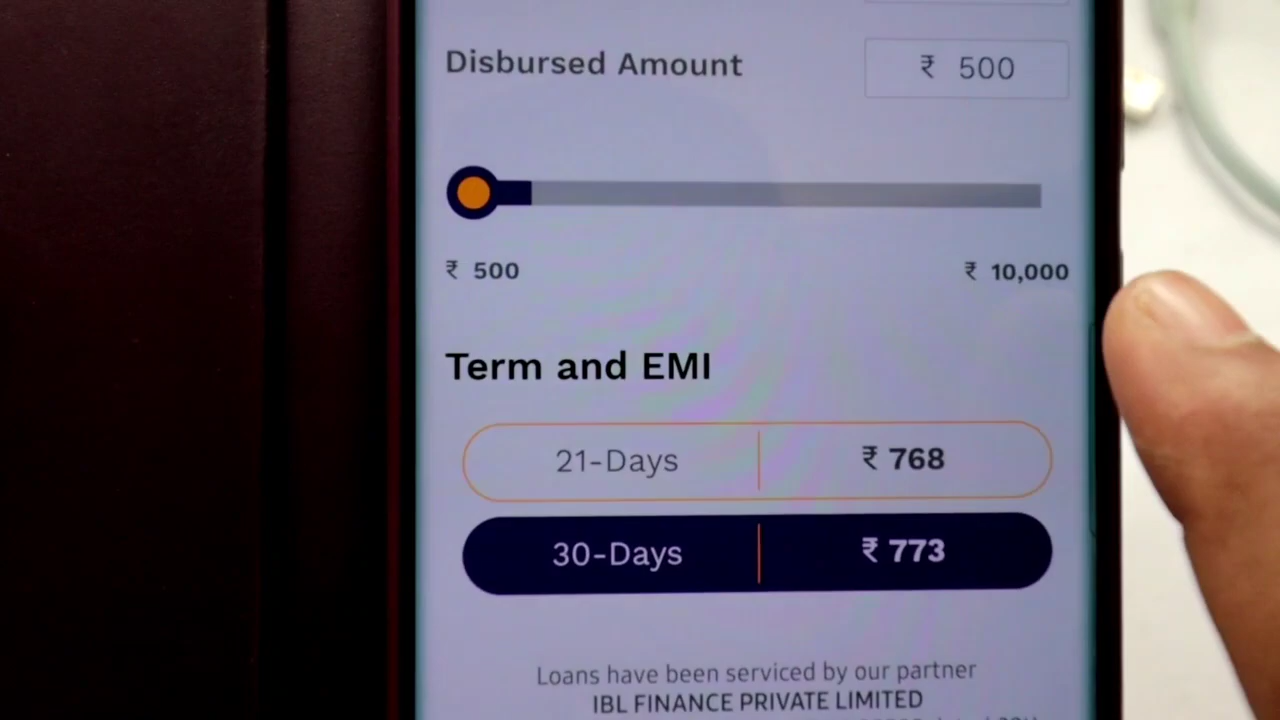 Disbursed Amount ₹ 500
₹ 500 ₹ 10,000
Term and EMI
21-Days ₹ 768
30-Days ₹ 773
Loans have been serviced by our partner
IBL FINANCE PRIVATE LIMITED